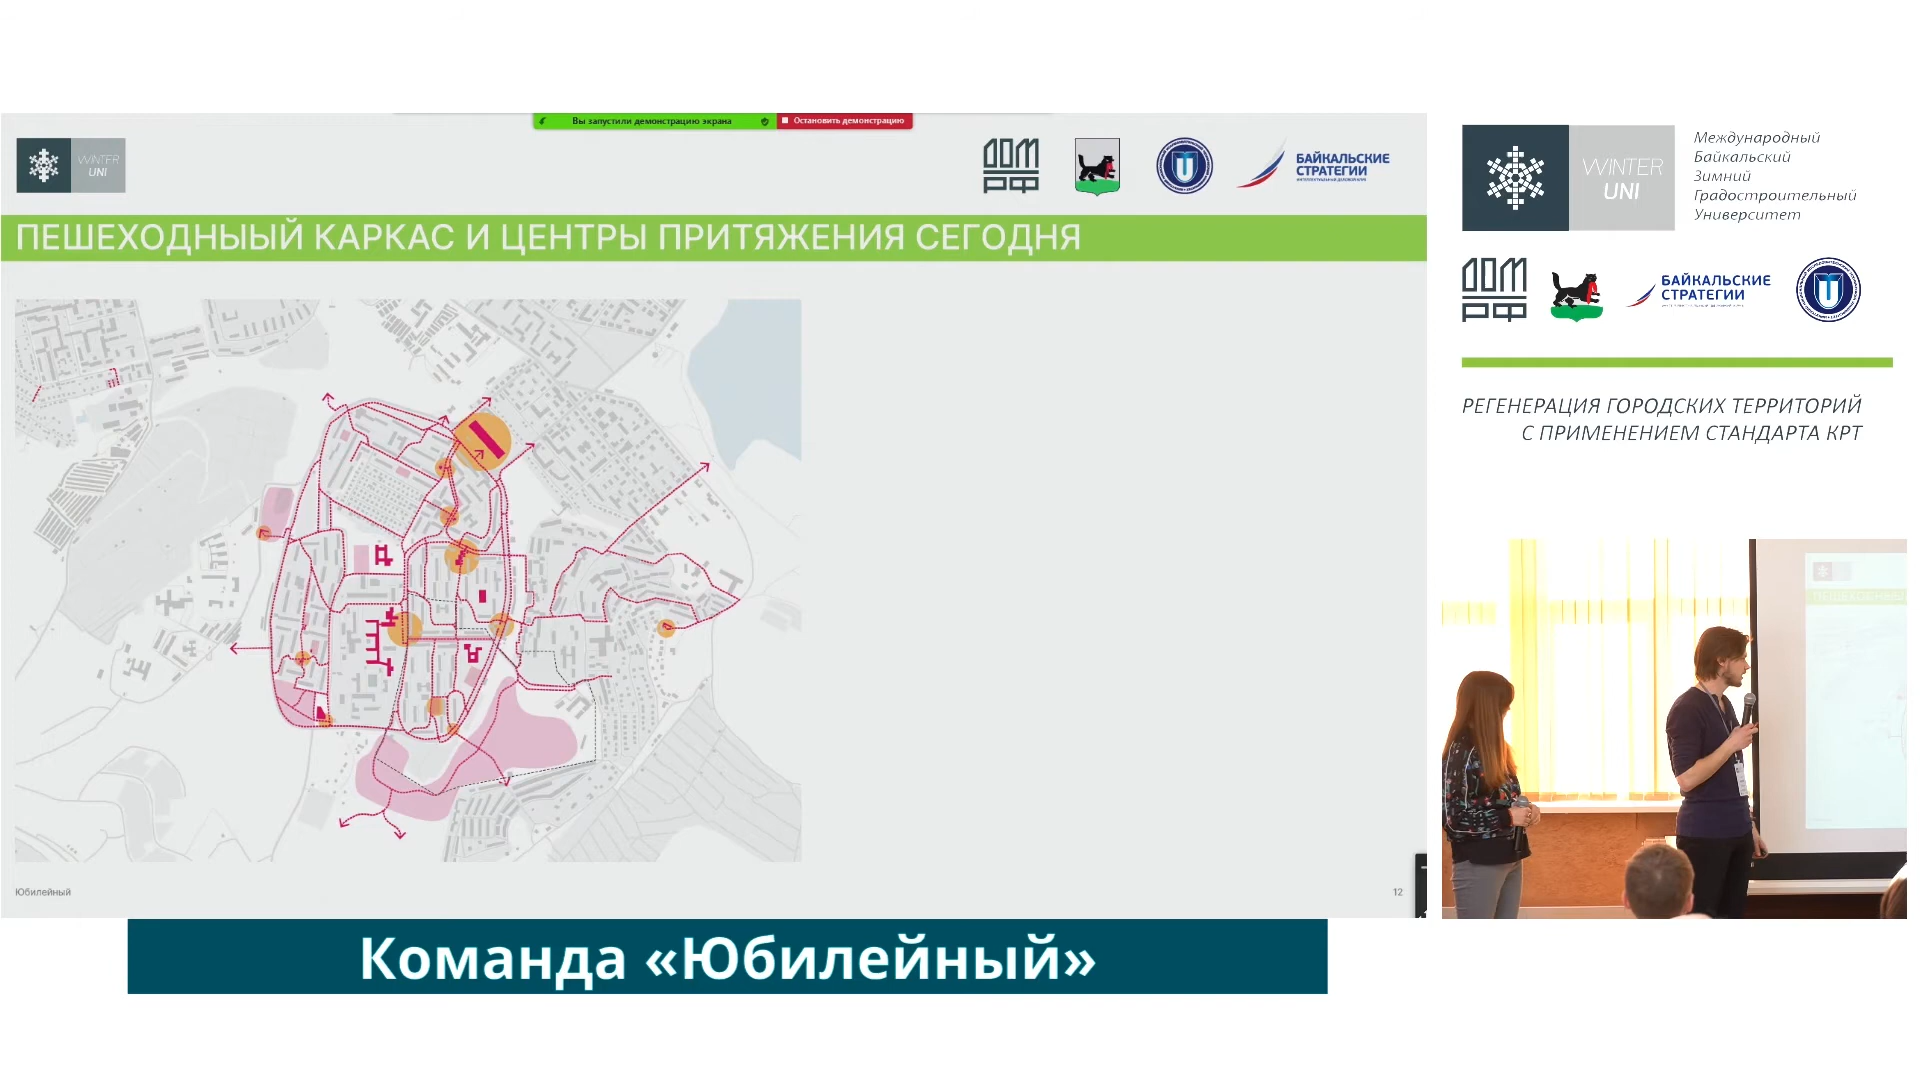 Вы запустили демонстрацию экрана
Остановить демонстрацию
WINTER
UNI
ДОМ
РФ
БАЙКАЛЬСКИЕ
СТРАТЕГИИ
ПЕШЕХОДНЫЫЙ КАРКАС И ЦЕНТРЫ ПРИТЯЖЕНИЯ СЕГОДНЯ
Юбилейный
12
Команда «Юбилейный»
WINTER
UNI
Международный
Байкальский
Зимний
Градостроительный
Университет
ДОМ
РФ
БАЙКАЛЬСКИЕ
СТРАТЕГИИ
РЕГЕНЕРАЦИЯ ГОРОДСКИХ ТЕРРИТОРИЙ
С ПРИМЕНЕНИЕМ СТАНДАРТА КРТ